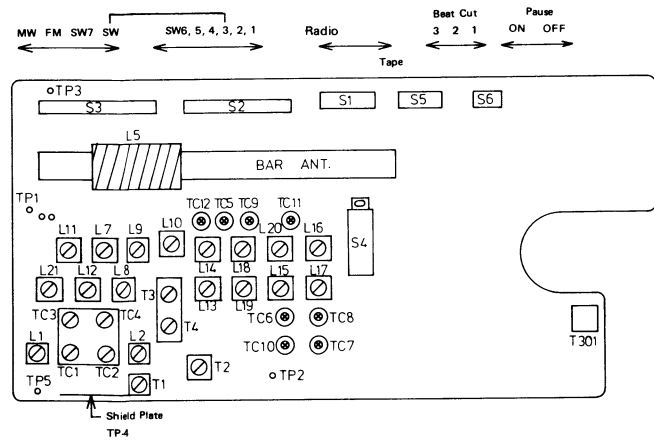 Beat Cut Pause
MW FM SW7 SW SW6, 5, 4, 3, 2, 1 Radio 3 2 1 ON OFF
Tape
TP3
S3 S2 S1 S5 S6
L5
BAR ANT.
TP1
TC12 TC5 TC9 TC11
L11 L7 L9 L10 L20 L16
S4
L21 L12 L8 T3 L14 L18 L15 L17
L13 L19
TC3 TC4 T4 TC6 TC8
T301
L1 L2 TC10 TC7
TC1 TC2 T2
TP5 T1 TP2
Shield Plate
TP-4